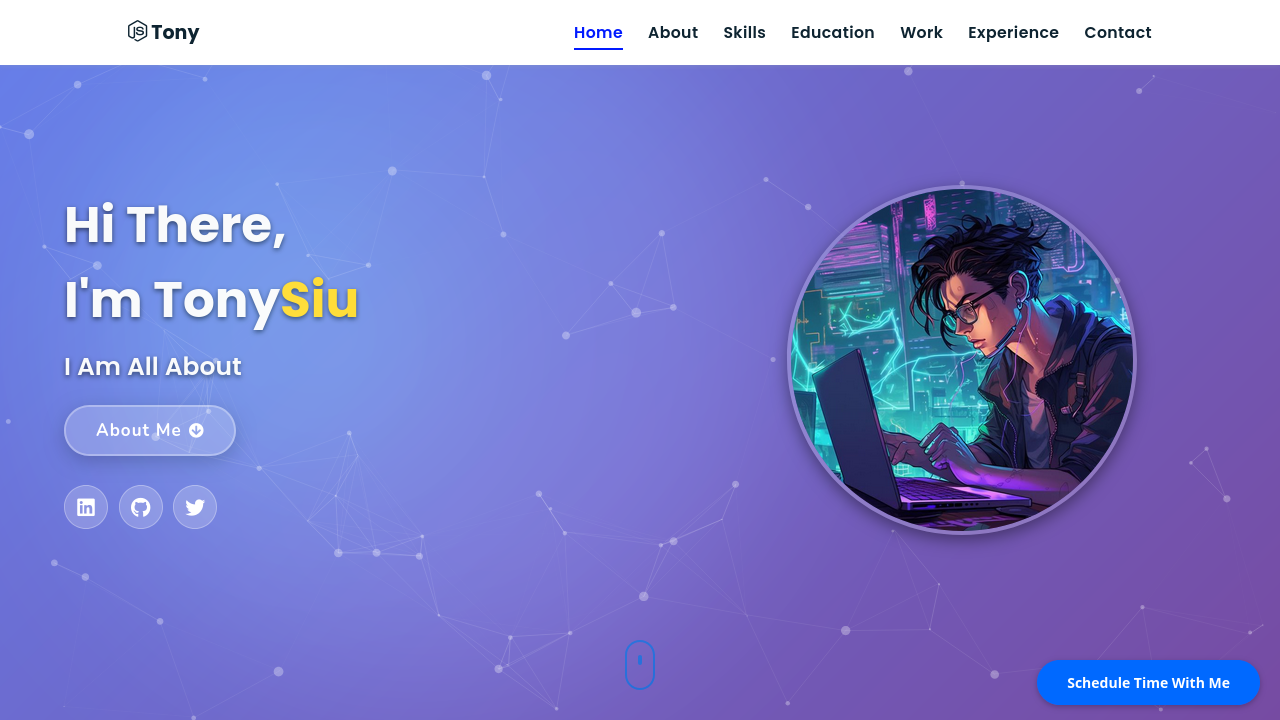 Tony
Home About Skills Education Work Experience Contact
Hi There,
I'm TonySiu
I Am All About
About Me
Schedule Time With Me